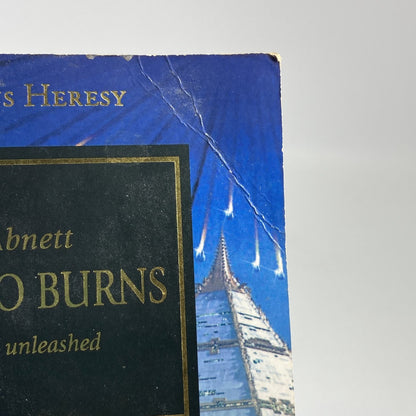 S HERESY
Abnett
O BURNS
unleashed